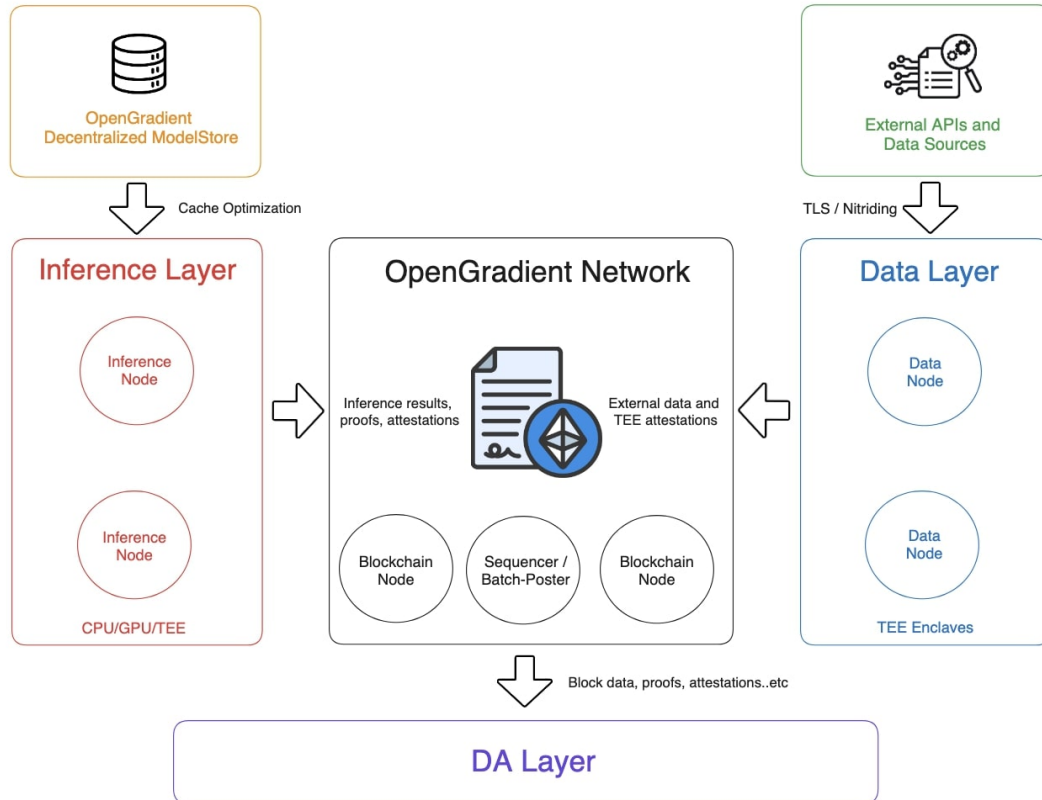 OpenGradient
Decentralized ModelStore
External APIs and
Data Sources
Cache Optimization
TLS / Nitriding
Inference Layer
Inference
Node
Inference
Node
CPU/GPU/TEE
OpenGradient Network
Inference results,
proofs, attestations
External data and
TEE attestations
Blockchain
Node
Sequencer /
Batch-Poster
Blockchain
Node
Data Layer
Data
Node
Data
Node
TEE Enclaves
Block data, proofs, attestations..etc
DA Layer